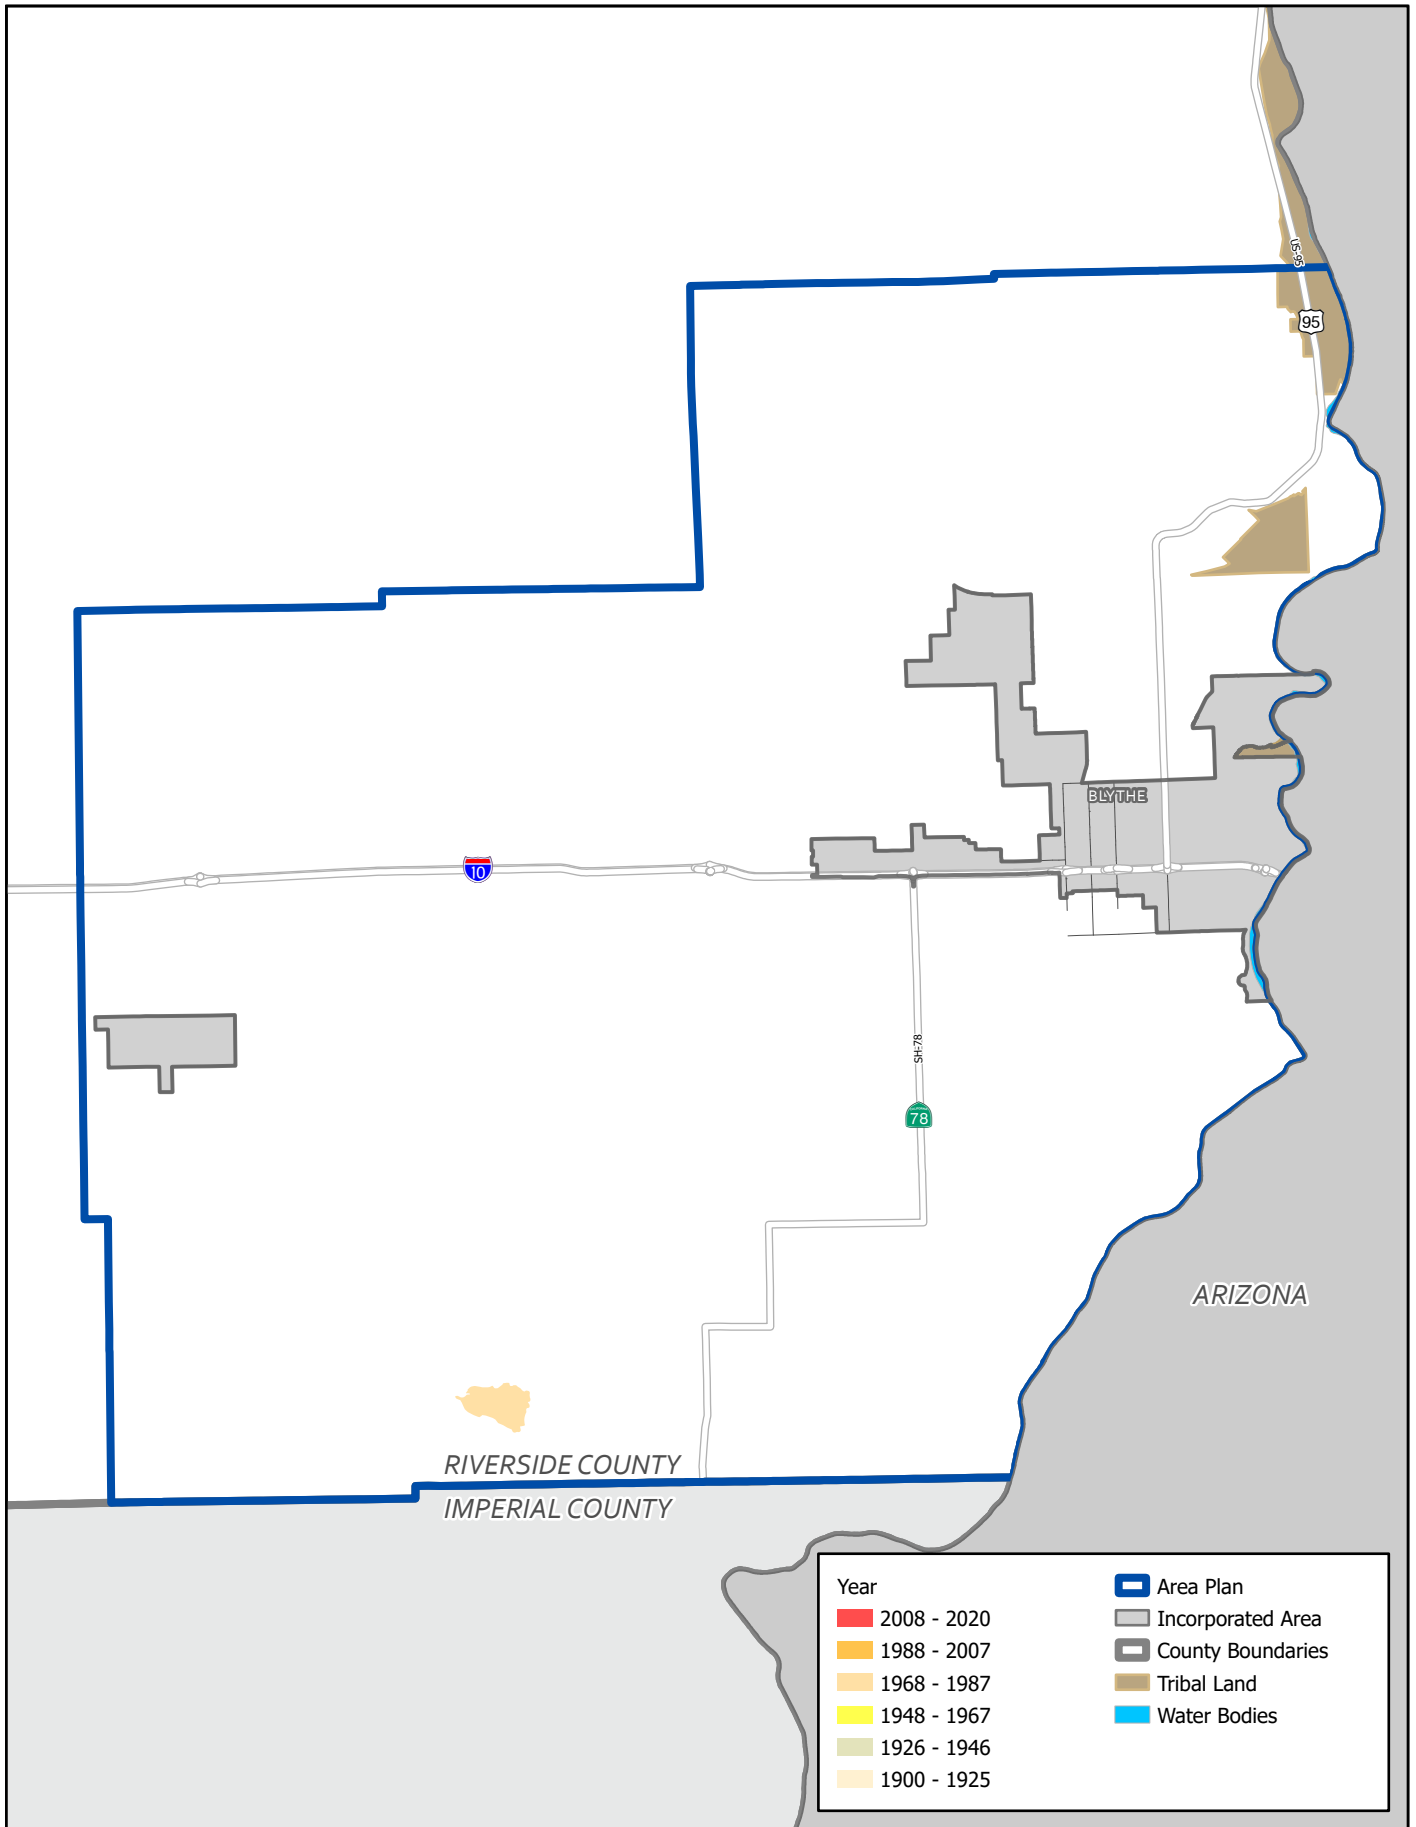 US-95
95
BLYTHE
10
SH-78
CALIFORNIA
78
ARIZONA
RIVERSIDE COUNTY
IMPERIAL COUNTY
Year
2008 - 2020
1988 - 2007
1968 - 1987
1948 - 1967
1926 - 1946
1900 - 1925
Area Plan
Incorporated Area
County Boundaries
Tribal Land
Water Bodies